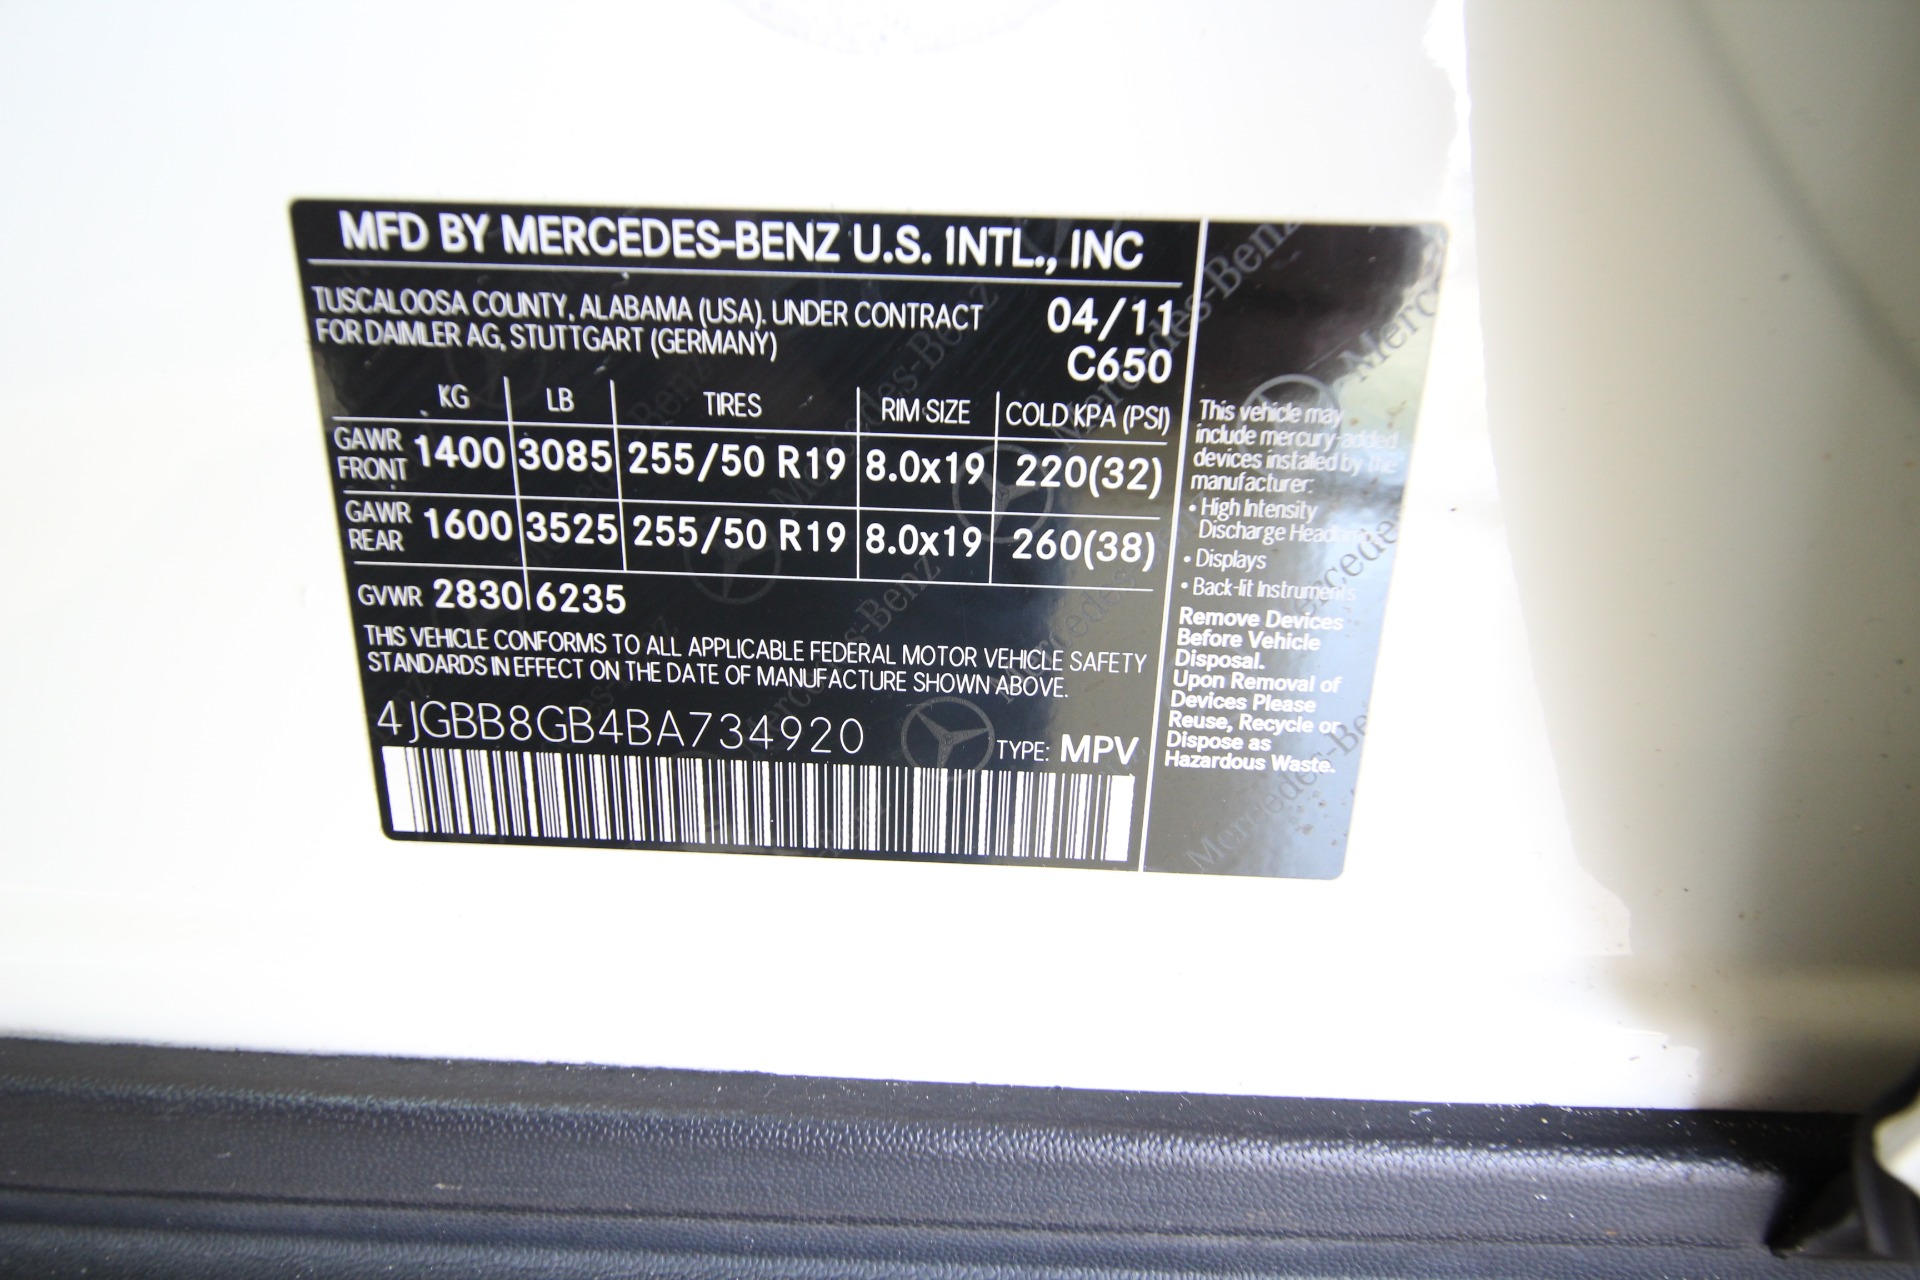 MFD BY MERCEDES-BENZ U.S. INTL., INC
TUSCALOOSA COUNTY, ALABAMA (USA). UNDER CONTRACT
FOR DAIMLER AG, STUTTGART (GERMANY)
04/11
C650
KG LB TIRES RIM SIZE COLD KPA (PSI)
GAWR FRONT 1400 3085 255/50 R19 8.0x19 220(32)
GAWR REAR 1600 3525 255/50 R19 8.0x19 260(38)
GVWR 2830 6235
THIS VEHICLE CONFORMS TO ALL APPLICABLE FEDERAL MOTOR VEHICLE SAFETY
STANDARDS IN EFFECT ON THE DATE OF MANUFACTURE SHOWN ABOVE.
4JGBB8GB4BA734920
TYPE: MPV
This vehicle may
include mercury-added
devices installed by the
manufacturer:
• High Intensity
Discharge
• Displays
• Back-lit Instruments
Remove Devices
Before Vehicle
Disposal.
Upon Removal of
Devices Please
Reuse, Recycle or
Dispose as
Hazardous Waste.